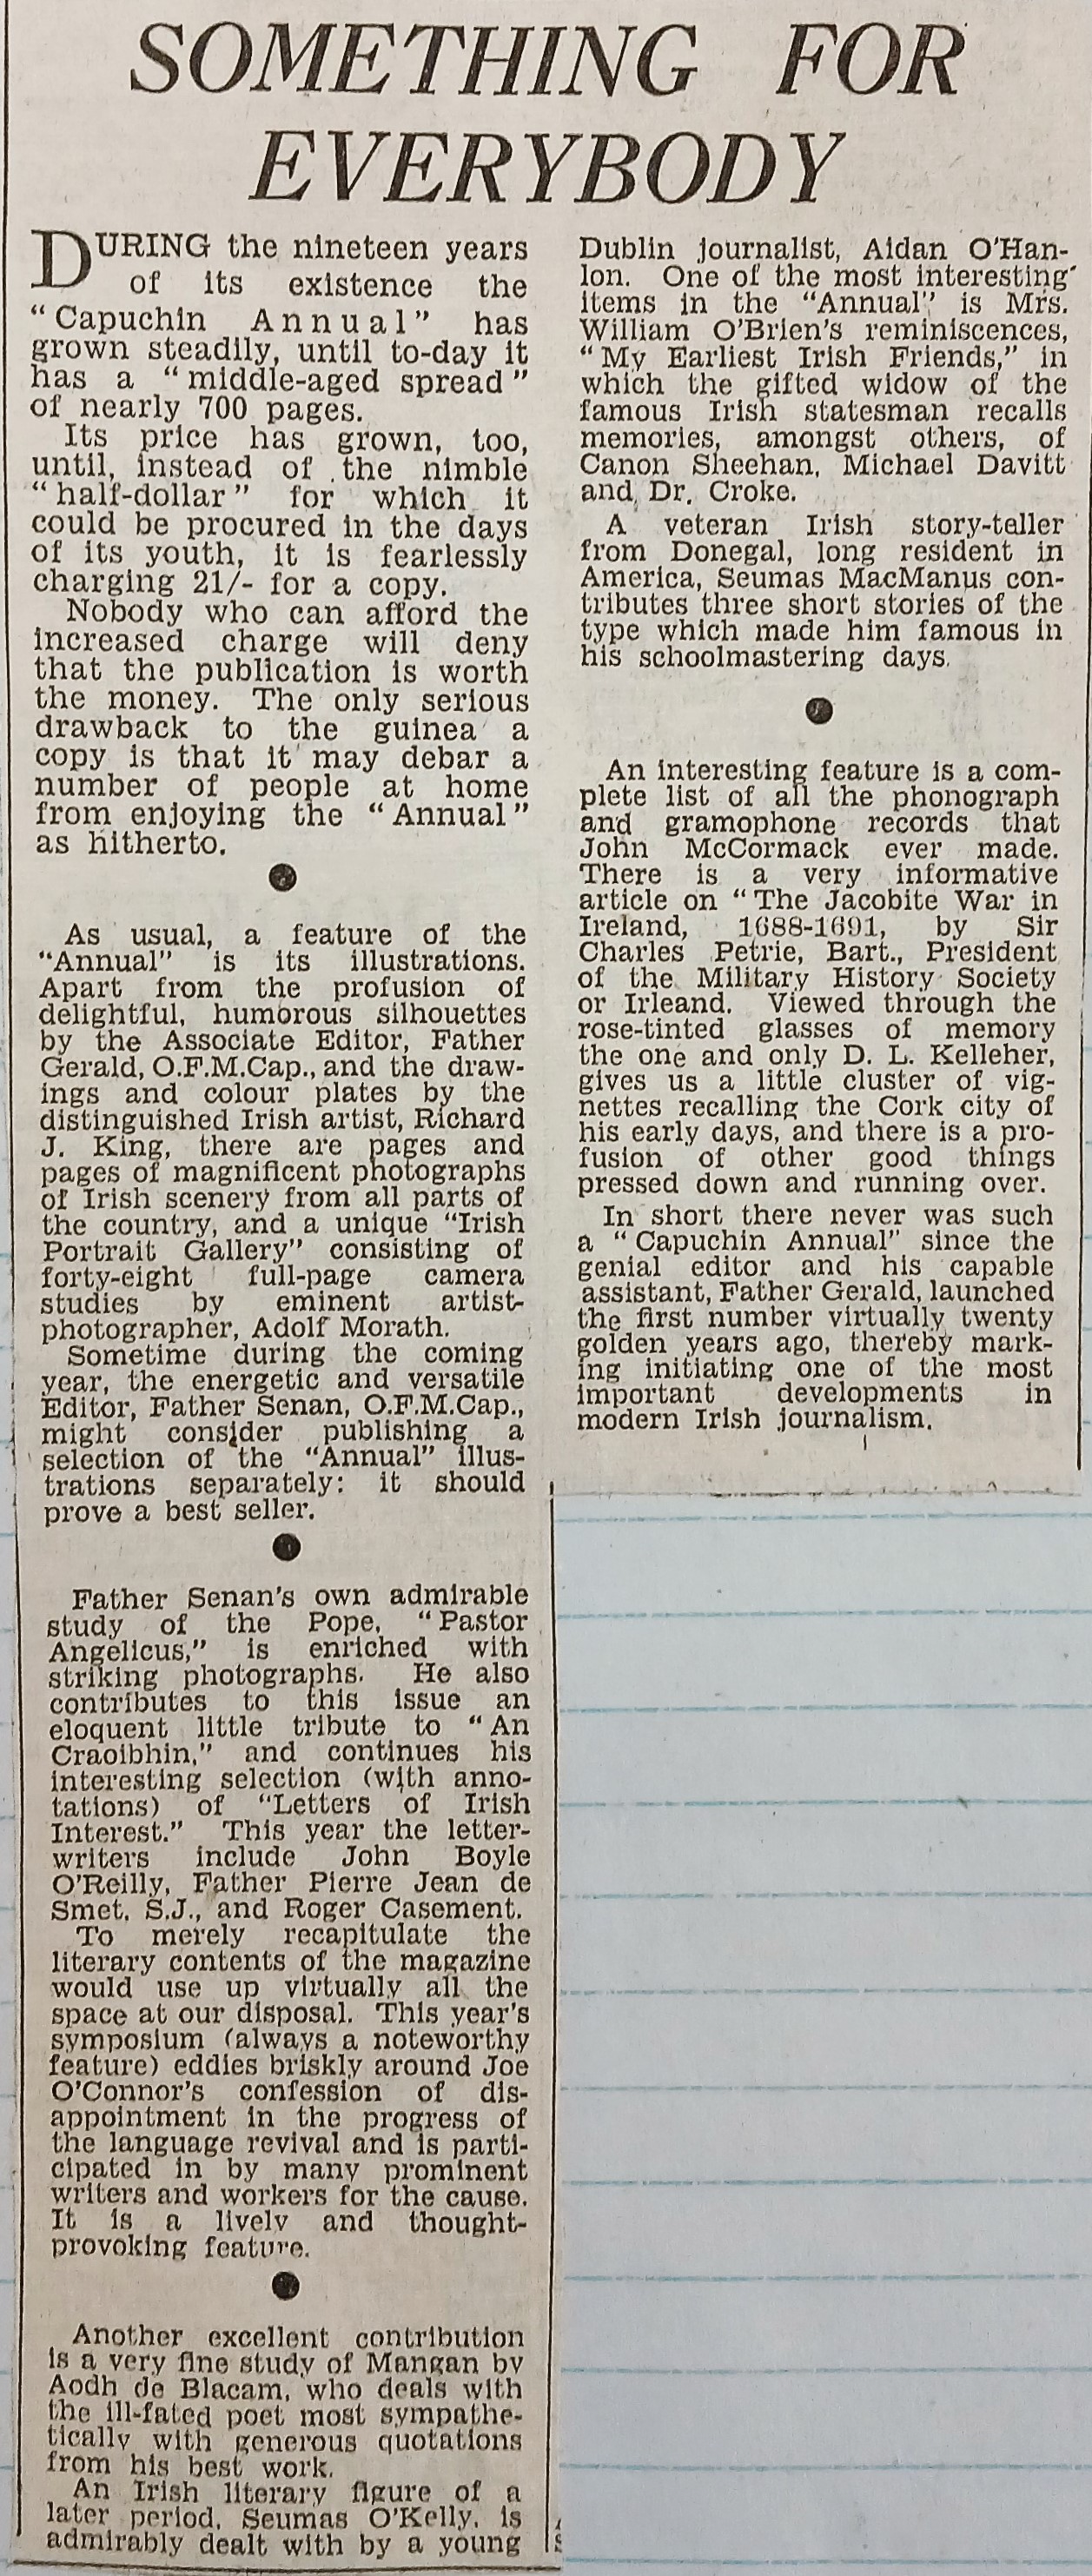 SOMETHING FOR
EVERYBODY
DURING the nineteen years
of its existence the
“Capuchin Annual” has
grown steadily, until to-day it
has a “middle-aged spread”
of nearly 700 pages.
Its price has grown, too,
until, instead of the nimble
“half-dollar” for which it
could be procured in the days
of its youth, it is fearlessly
charging 21/- for a copy.
Nobody who can afford the
increased charge will deny
that the publication is worth
the money. The only serious
drawback to the guinea a
copy is that it may debar a
number of people at home
from enjoying the “Annual”
as hitherto.
As usual, a feature of the
“Annual” is its illustrations.
Apart from the profusion of
delightful, humorous silhouettes
by the Associate Editor, Father
Gerald, O.F.M.Cap., and the draw-
ings and colour plates by the
distinguished Irish artist, Richard
J. King, there are pages and
pages of magnificent photographs
of Irish scenery from all parts of
the country, and a unique “Irish
Portrait Gallery” consisting of
forty-eight full-page camera
studies by eminent artist-
photographer, Adolf Morath.
Sometime during the coming
year, the energetic and versatile
Editor, Father Senan, O.F.M.Cap.,
might consider publishing a
selection of the “Annual” illus-
trations separately: it should
prove a best seller.
Father Senan's own admirable
study of the Pope, “Pastor
Angelicus,” is enriched with
striking photographs. He also
contributes to this issue an
eloquent little tribute to “An
Craoibhin,” and continues his
interesting selection (with anno-
tations) of “Letters of Irish
Interest.” This year the letter-
writers include John Boyle
O'Reilly, Father Pierre Jean de
Smet, S.J., and Roger Casement.
To merely recapitulate the
literary contents of the magazine
would use up virtually all the
space at our disposal. This year's
symposium (always a noteworthy
feature) eddies briskly around Joe
O'Connor's confession of dis-
appointment in the progress of
the language revival and is parti-
cipated in by many prominent
writers and workers for the cause.
It is a lively and thought-
provoking feature.
Another excellent contribution
is a very fine study of Mangan by
Aodh de Blacam, who deals with
the ill-fated poet most sympathe-
tically with generous quotations
from his best work.
An Irish literary figure of a
later period, Seumas O'Kelly, is
admirably dealt with by a young
Dublin journalist, Aidan O'Han-
lon. One of the most interesting
items in the “Annual” is Mrs.
William O'Brien's reminiscences,
“My Earliest Irish Friends,” in
which the gifted widow of the
famous Irish statesman recalls
memories, amongst others, of
Canon Sheehan, Michael Davitt
and Dr. Croke.
A veteran Irish story-teller
from Donegal, long resident in
America, Seumas MacManus con-
tributes three short stories of the
type which made him famous in
his schoolmastering days.
An interesting feature is a com-
plete list of all the phonograph
and gramophone records that
John McCormack ever made.
There is a very informative
article on “The Jacobite War in
Ireland, 1688-1691, by Sir
Charles Petrie, Bart., President
of the Military History Society
or Irleand. Viewed through the
rose-tinted glasses of memory
the one and only D. L. Kelleher,
gives us a little cluster of vig-
nettes recalling the Cork city of
his early days, and there is a pro-
fusion of other good things
pressed down and running over.
In short there never was such
a “Capuchin Annual” since the
genial editor and his capable
assistant, Father Gerald, launched
the first number virtually twenty
golden years ago, thereby mark-
ing initiating one of the most
important developments in
modern Irish journalism.